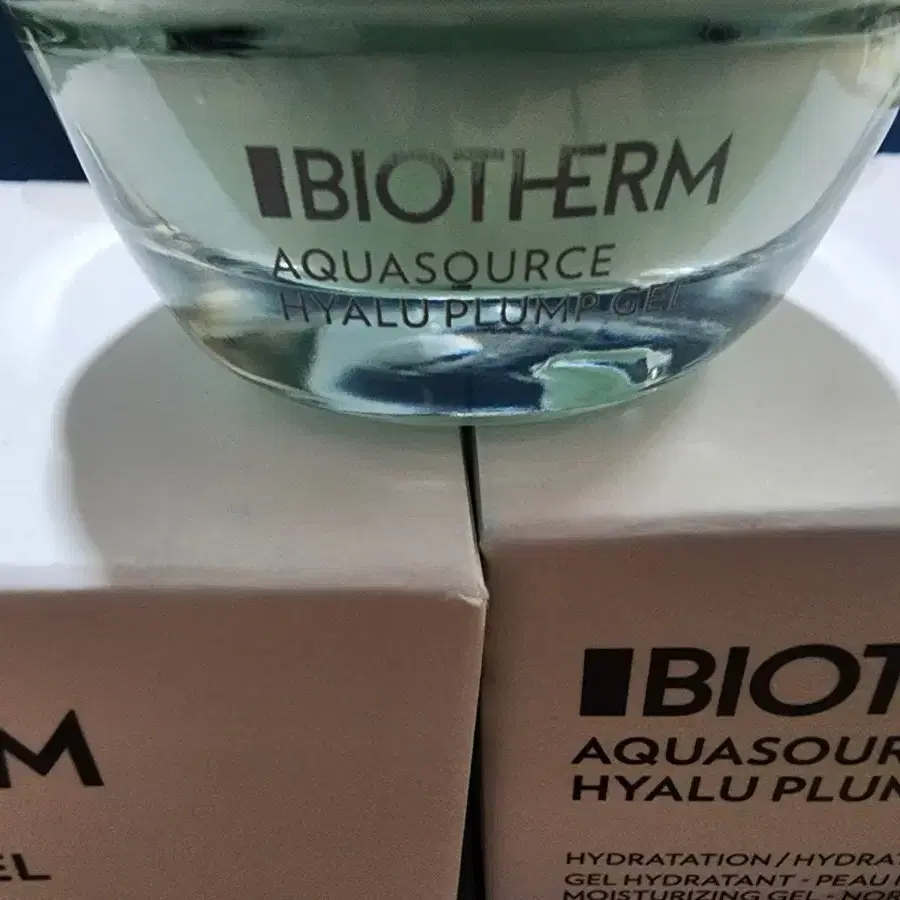 BIOTHERM
AQUASOURCE
HYALU PLUMP GEL
RM
EL
BIOT
AQUASOUR
HYALU PLUM
HYDRATATION / HYDRAT
GEL HYDRATANT - PEAU
MOISTURIZING GEL - NOR